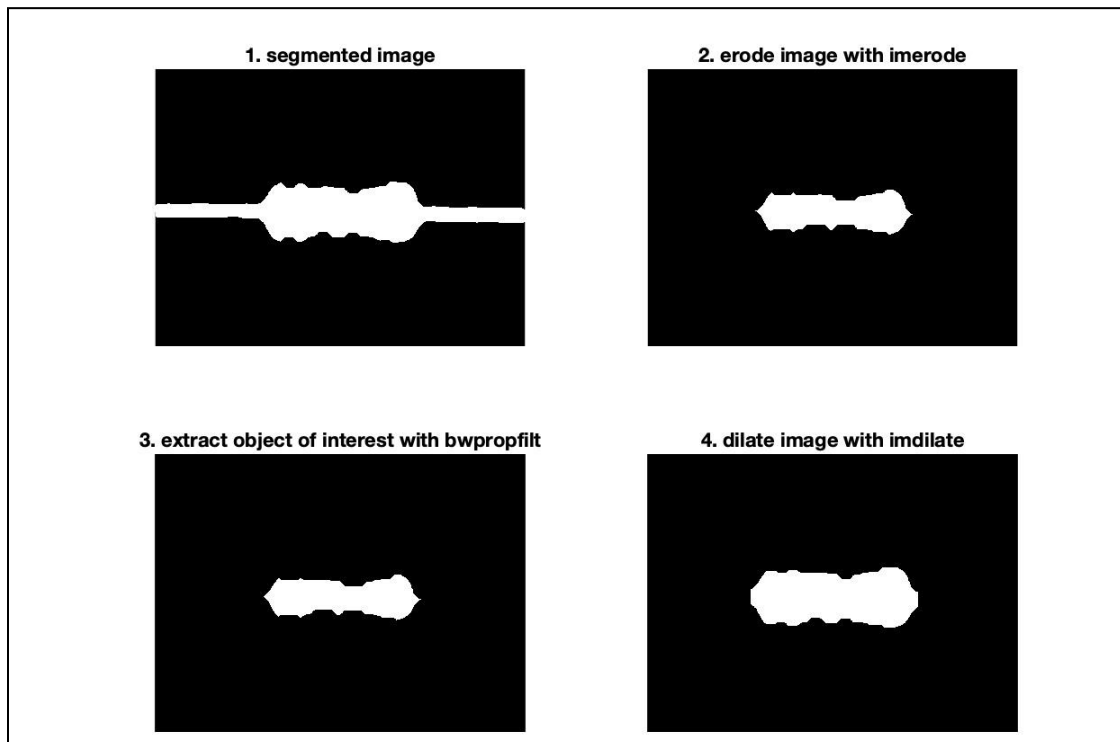 1. segmented image
2. erode image with imerode
3. extract object of interest with bwpropfilt
4. dilate image with imdilate